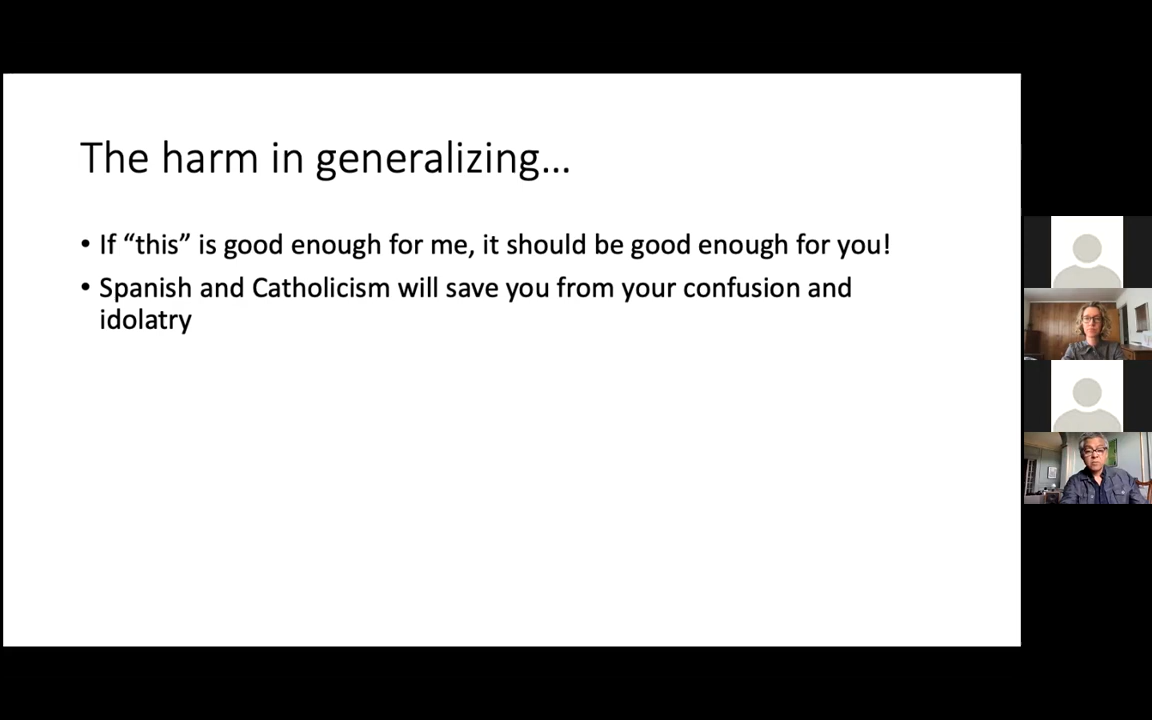 The harm in generalizing...
• If “this” is good enough for me, it should be good enough for you!
• Spanish and Catholicism will save you from your confusion and
idolatry